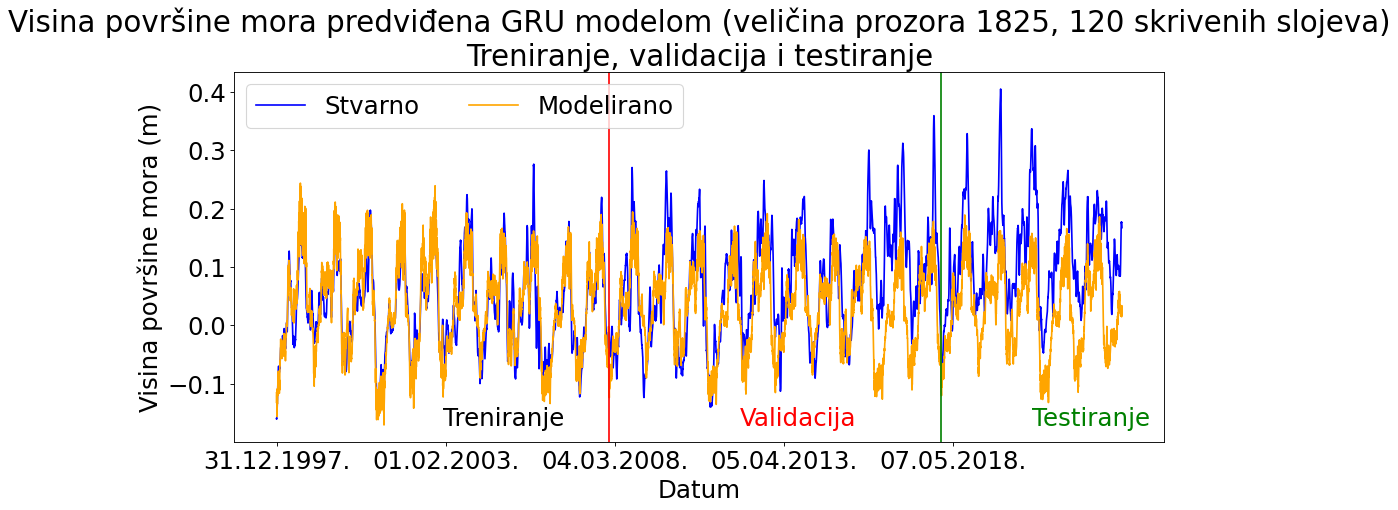 Visina površine mora predviđena GRU modelom (veličina prozora 1825, 120 skrivenih slojeva)
Treniranje, validacija i testiranje
Stvarno
Modelirano
Visina površine mora (m)
0.4
0.3
0.2
0.1
0.0
−0.1
Treniranje
Validacija
Testiranje
31.12.1997.
01.02.2003.
04.03.2008.
05.04.2013.
07.05.2018.
Datum